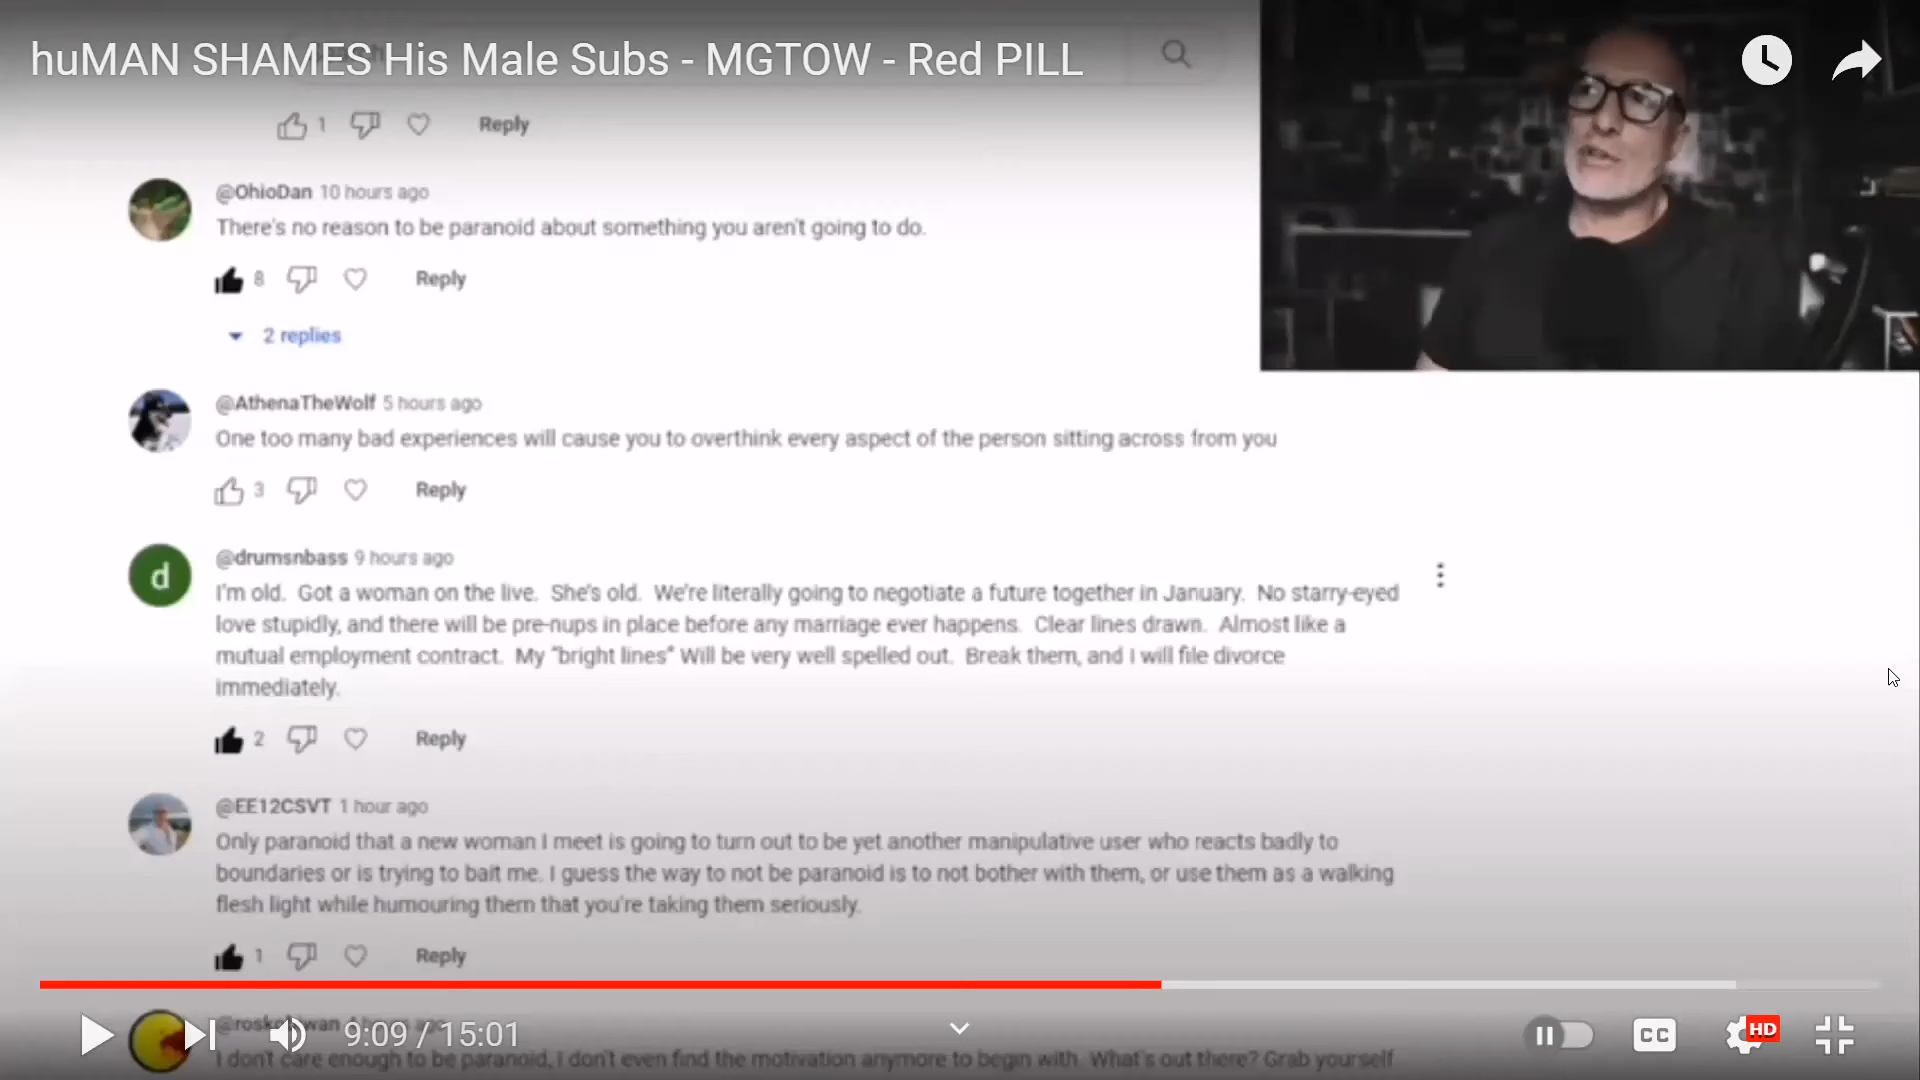 huMAN SHAMES His Male Subs - MGTOW - Red PILL
1 Reply
@OhioDan 10 hours ago
There's no reason to be paranoid about something you aren't going to do.
8 Reply
2 replies
@AthenaTheWolf 5 hours ago
One too many bad experiences will cause you to overthink every aspect of the person sitting across from you
3 Reply
@drumsnbass 9 hours ago
d
I'm old. Got a woman on the live. She's old. We're literally going to negotiate a future together in January. No starry-eyed
love stupidly, and there will be pre-nups in place before any marriage ever happens. Clear lines drawn. Almost like a
mutual employment contract. My "bright lines" Will be very well spelled out. Break them, and I will file divorce
immediately.
2 Reply
@EE12CSVT 1 hour ago
Only paranoid that a new woman I meet is going to turn out to be yet another manipulative user who reacts badly to
boundaries or is trying to bait me. I guess the way to not be paranoid is to not bother with them, or use them as a walking
flesh light while humouring them that you're taking them seriously.
1 Reply
9:09 / 15:01
CC
HD
I don't care enough to be paranoid, I don't even find the motivation anymore to begin with. What's out there? Grab yourself